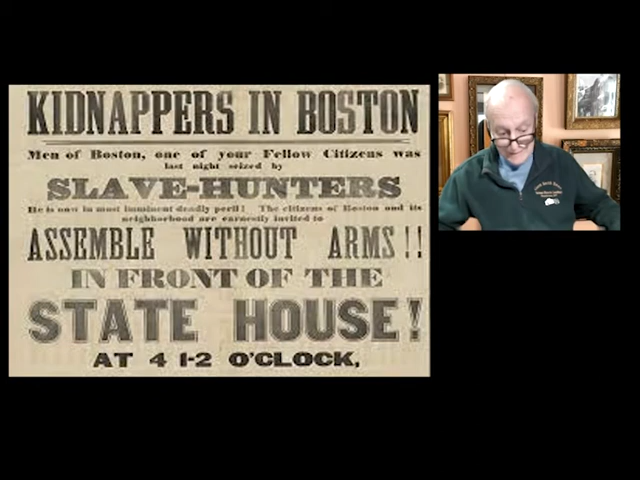 KIDNAPPERS IN BOSTON
Men of Boston, one of your Fellow Citizens was
last night seized by
SLAVE-HUNTERS
He is now in most imminent deadly peril! The citizens of Boston and its
neighborhood are earnestly invited to
ASSEMBLE WITHOUT ARMS!!
IN FRONT OF THE
STATE HOUSE!
AT 4 1-2 O'CLOCK,